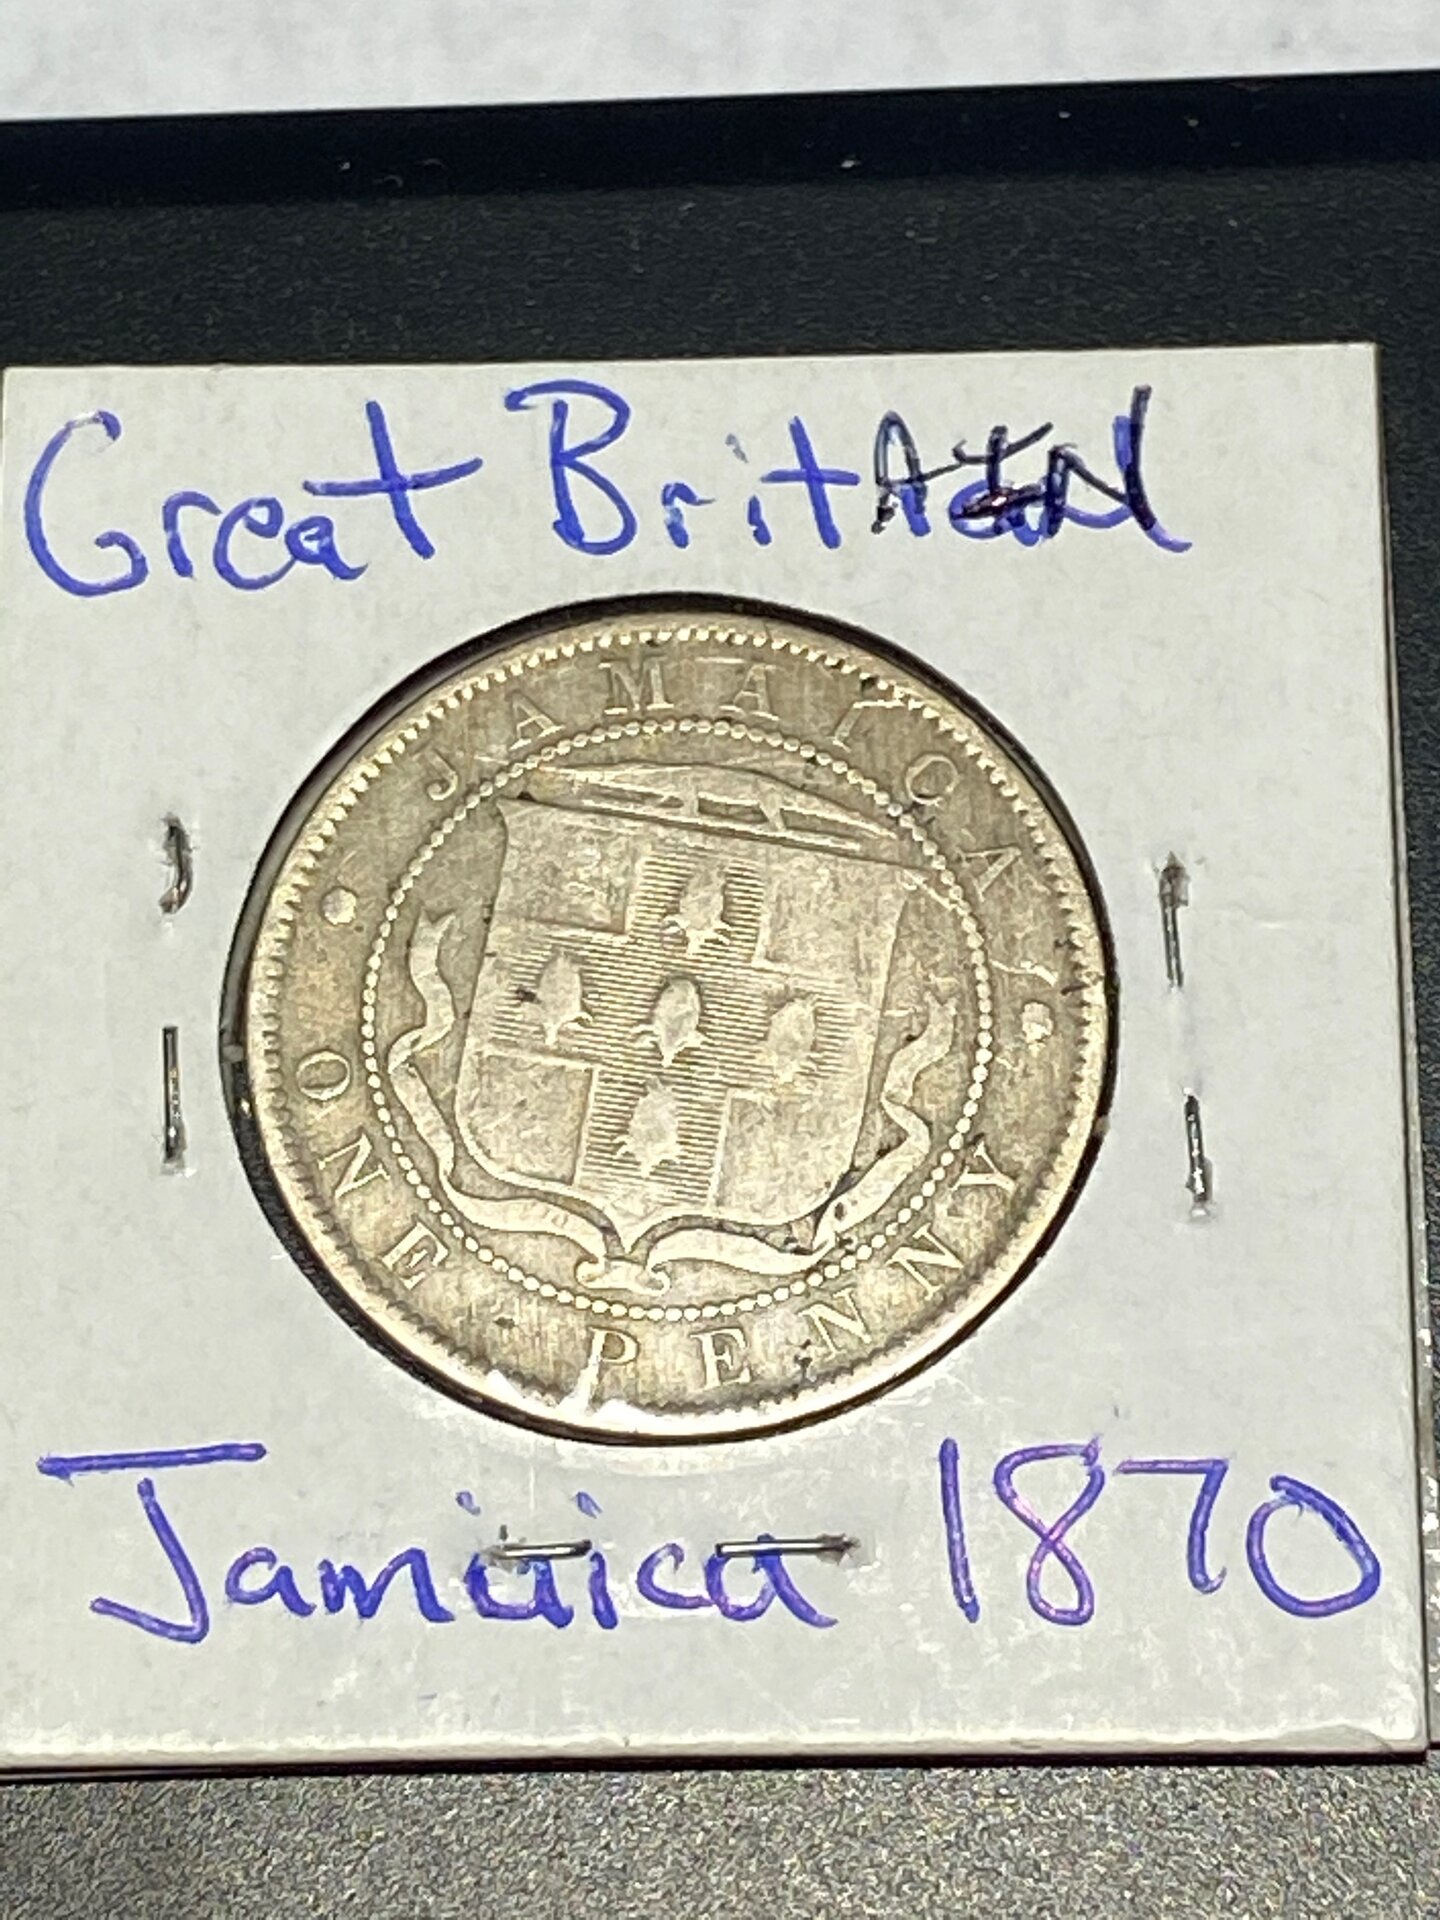 Great BritAIN
JAMAICA
ONE PENNY
Jamaica 1870